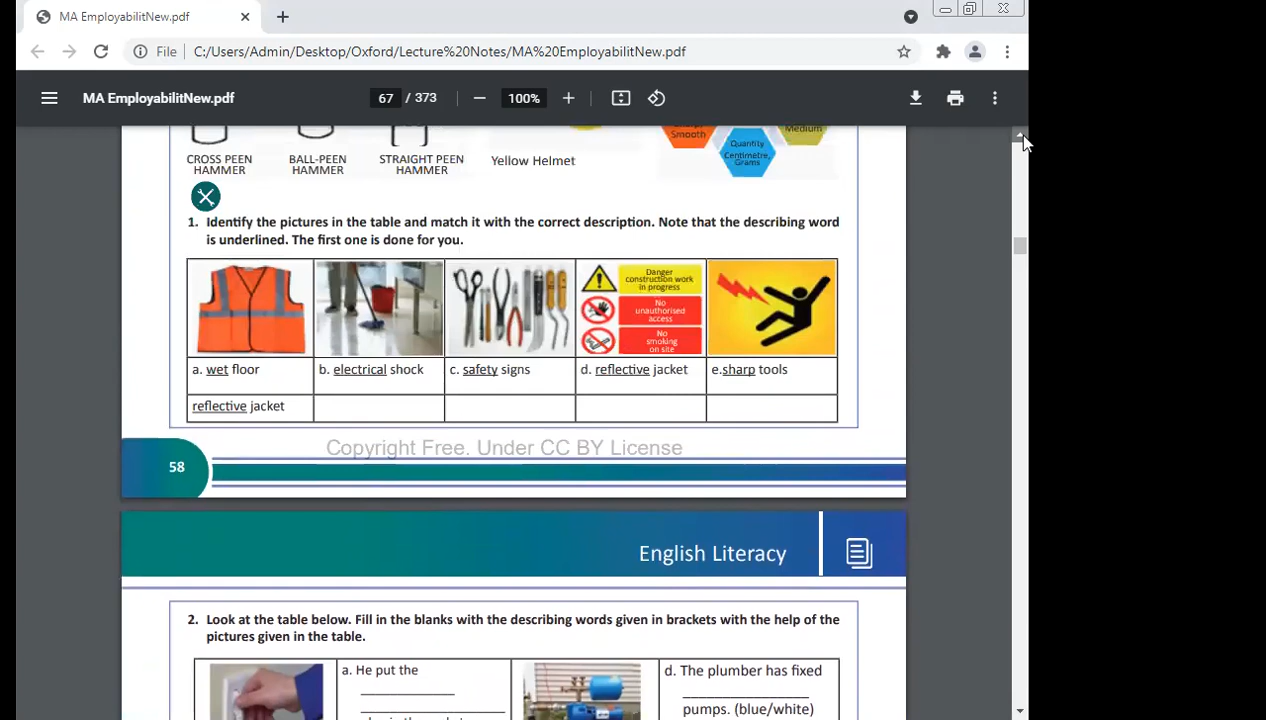 MA EmployabilitNew.pdf
File
C:/Users/Admin/Desktop/Oxford/Lecture%20Notes/MA%20EmployabilitNew.pdf
MA EmployabilitNew.pdf
67 / 373
100%
Smooth
Medium
Quantity
Centimetre,
Grams
CROSS PEEN
HAMMER
BALL-PEEN
HAMMER
STRAIGHT PEEN
HAMMER
Yellow Helmet
1. Identify the pictures in the table and match it with the correct description. Note that the describing word
is underlined. The first one is done for you.
Danger
construction work
in progress
No
unauthorised
access
No
smoking
on site
a. wet floor
b. electrical shock
c. safety signs
d. reflective jacket
e.sharp tools
reflective jacket
Copyright Free. Under CC BY License
58
English Literacy
2. Look at the table below. Fill in the blanks with the describing words given in brackets with the help of the
pictures given in the table.
a. He put the
d. The plumber has fixed
pumps. (blue/white)